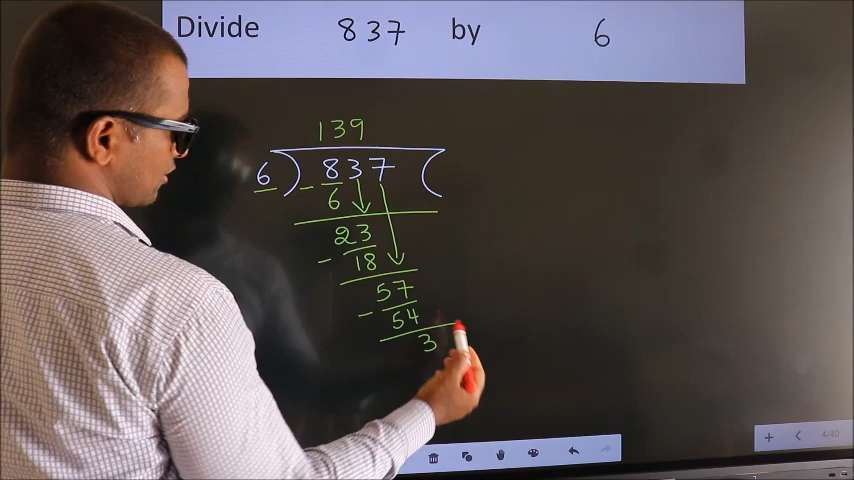 Divide 837 by 6
139
6 ) 837 (
- 6
23
- 18
57
- 54
3
+ < 4/40